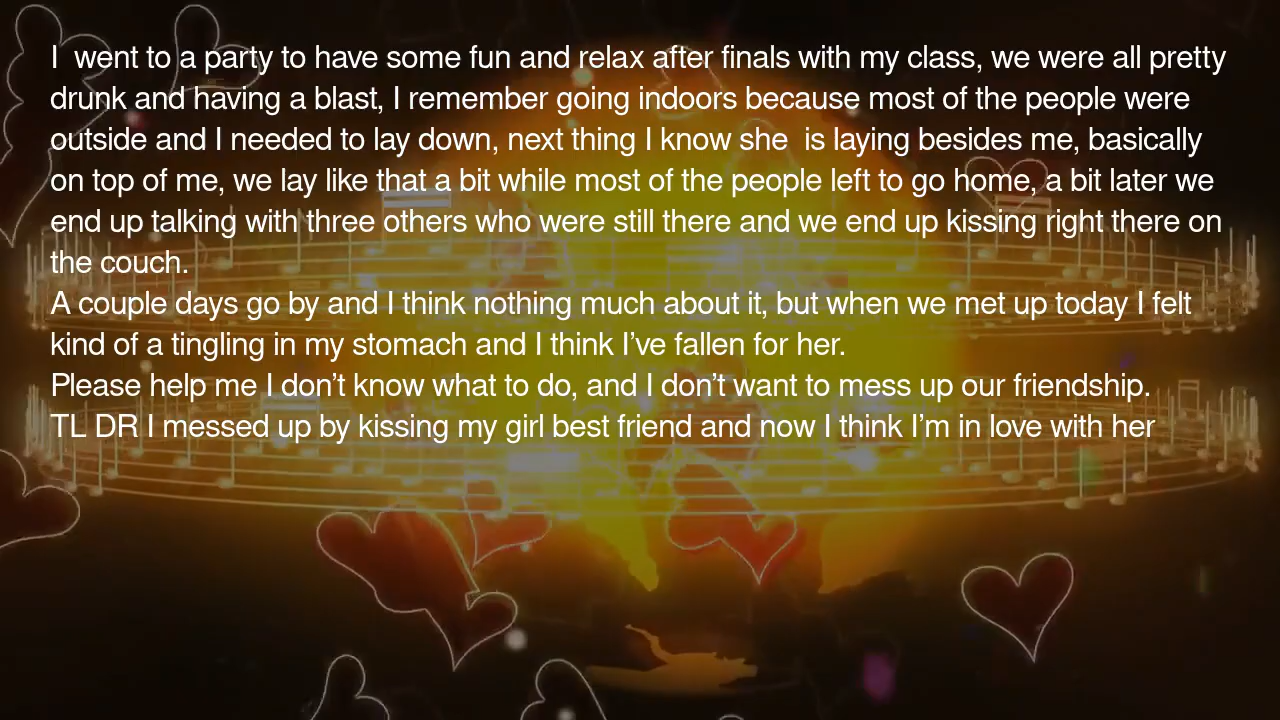 I  went to a party to have some fun and relax after finals with my class, we were all pretty
drunk and having a blast, I remember going indoors because most of the people were
outside and I needed to lay down, next thing I know she  is laying besides me, basically
on top of me, we lay like that a bit while most of the people left to go home, a bit later we
end up talking with three others who were still there and we end up kissing right there on
the couch.
A couple days go by and I think nothing much about it, but when we met up today I felt
kind of a tingling in my stomach and I think I’ve fallen for her.
Please help me I don’t know what to do, and I don’t want to mess up our friendship.
TL DR I messed up by kissing my girl best friend and now I think I’m in love with her